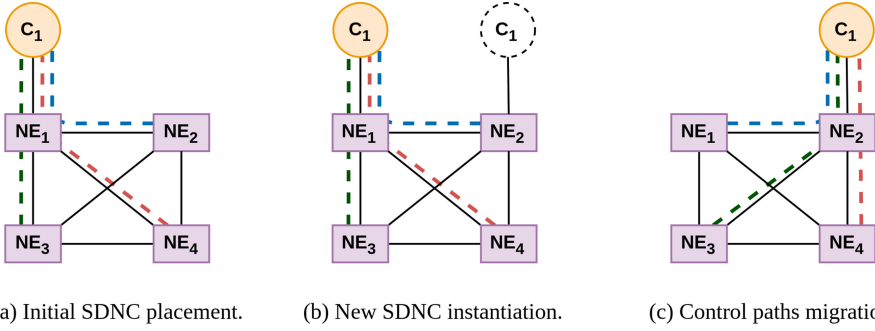 C1 C1 C1 C1
NE1 NE2 NE1 NE2 NE1 NE2
NE3 NE4 NE3 NE4 NE3 NE4
a) Initial SDNC placement. (b) New SDNC instantiation. (c) Control paths migratio